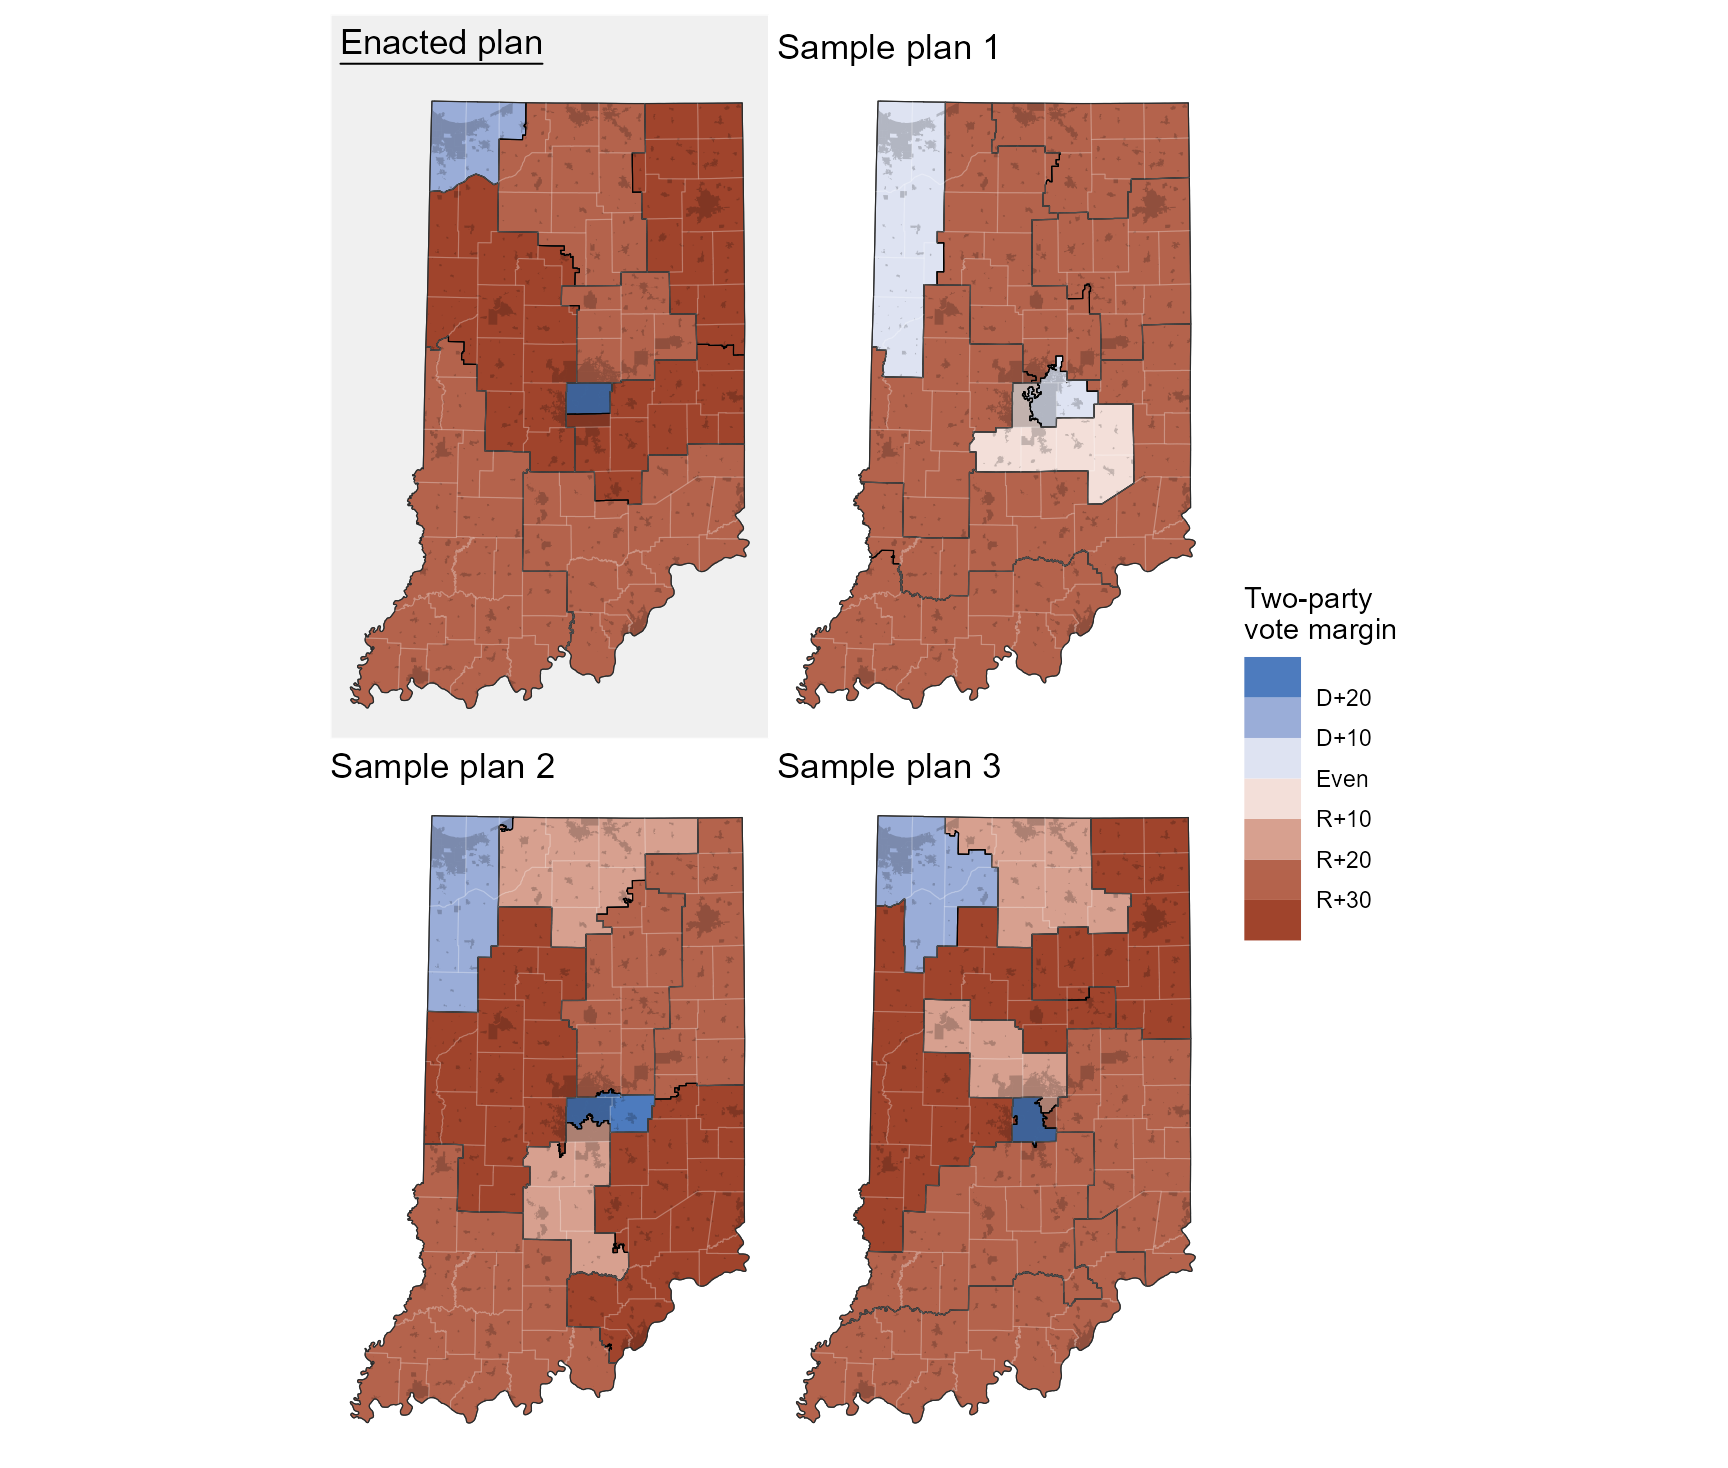 Enacted plan
Sample plan 1
Sample plan 2
Sample plan 3
Two-party
vote margin
D+20
D+10
Even
R+10
R+20
R+30